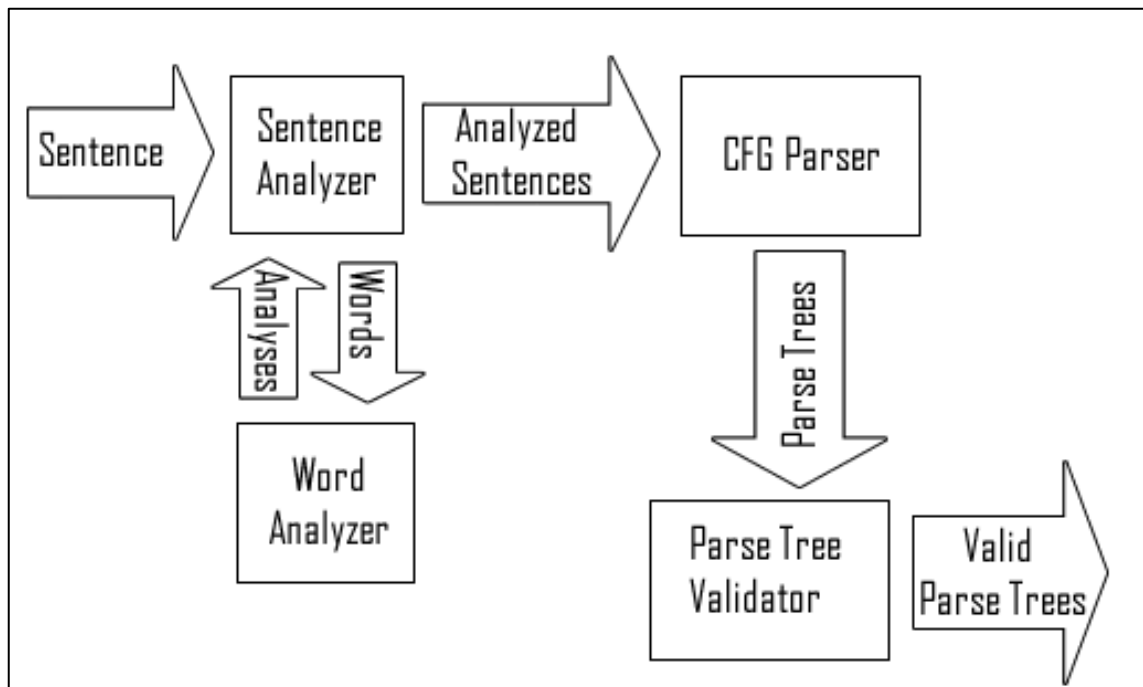 Sentence
Sentence
Analyzer
Analyzed
Sentences
CFG Parser
Analyses
Words
Parse Trees
Word
Analyzer
Parse Tree
Validator
Valid
Parse Trees